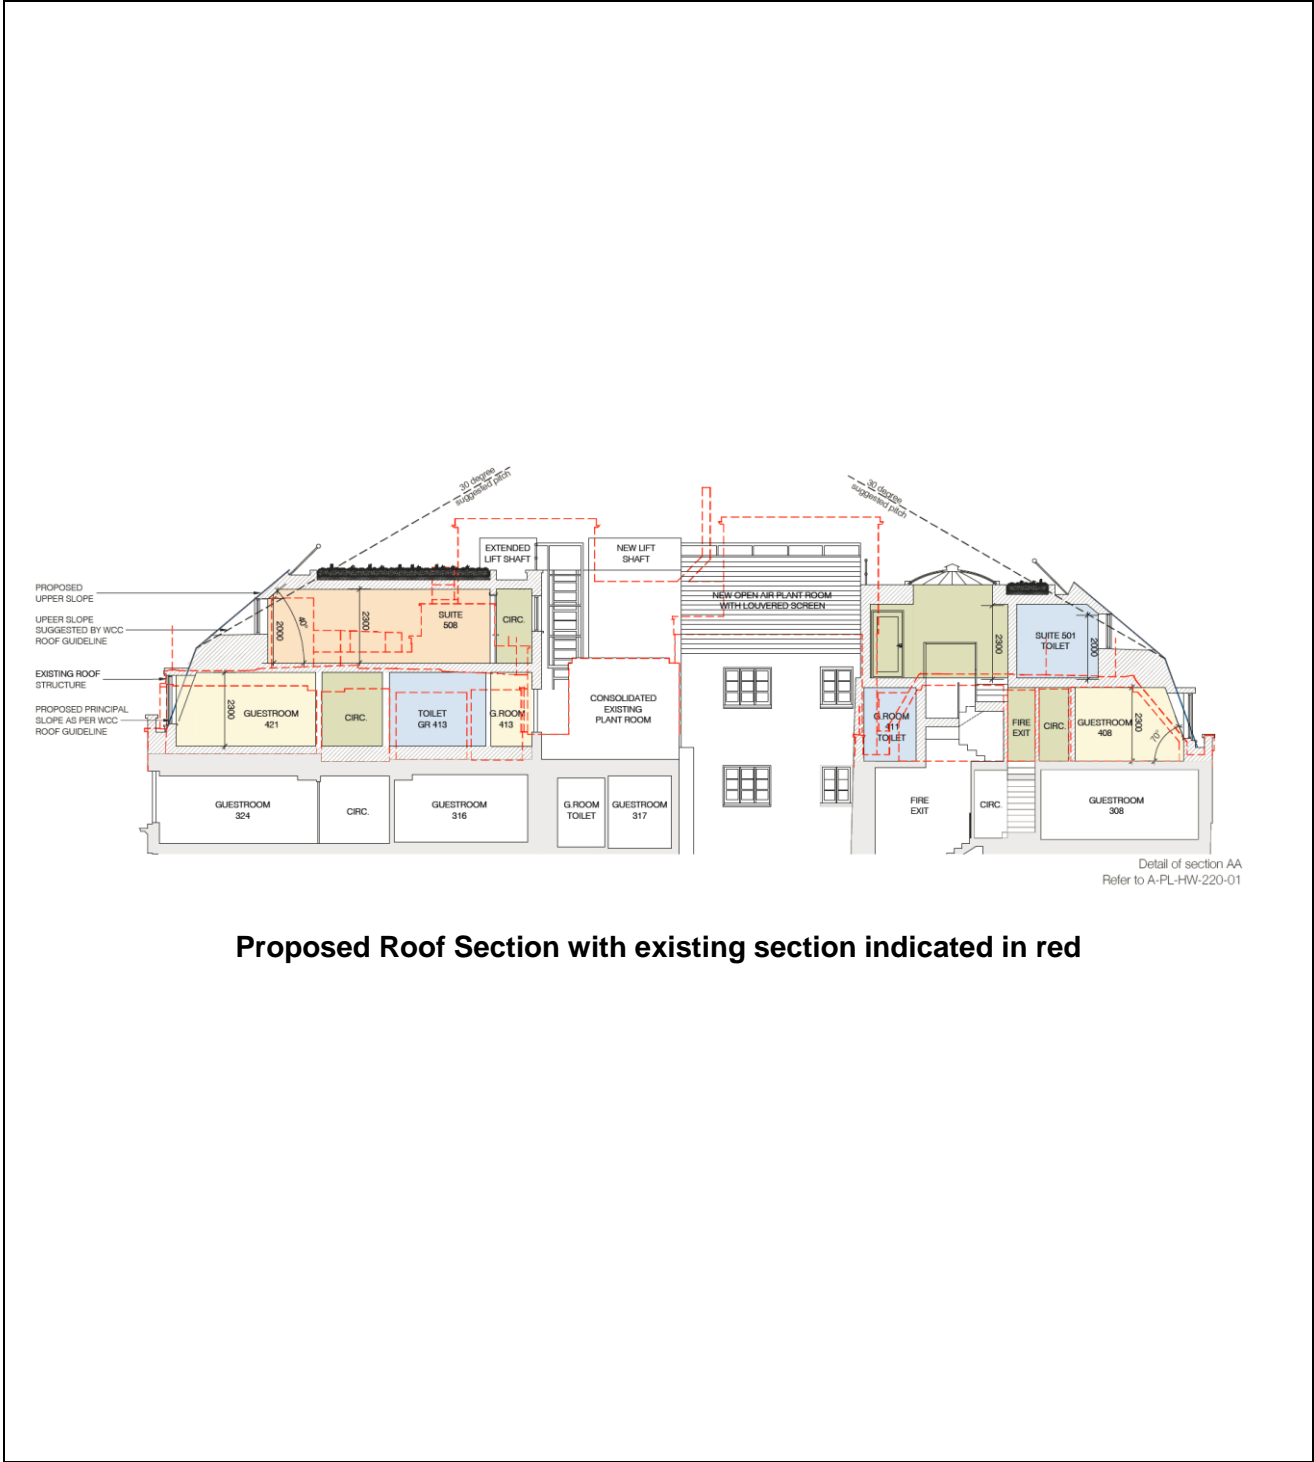 30 degree
suggested pitch
30 degree
suggested pitch
EXTENDED
LIFT SHAFT
NEW LIFT
SHAFT
PROPOSED
UPPER SLOPE
UPEER SLOPE
SUGGESTED BY WCC
ROOF GUIDELINE
EXISTING ROOF
STRUCTURE
PROPOSED PRINCIPAL
SLOPE AS PER WCC
ROOF GUIDELINE
2000
40°
2300
SUITE
508
CIRC.
NEW OPEN AIR PLANT ROOM
WITH LOUVERED SCREEN
2300
SUITE 501
TOILET
2000
2300
GUESTROOM
421
CIRC.
TOILET
GR 413
G.ROOM
413
CONSOLIDATED
EXISTING
PLANT ROOM
G.ROOM
411
TOILET
FIRE
EXIT
CIRC.
GUESTROOM
408
2300
70°
GUESTROOM
324
CIRC.
GUESTROOM
316
G.ROOM
TOILET
GUESTROOM
317
FIRE
EXIT
CIRC.
GUESTROOM
308
Detail of section AA
Refer to A-PL-HW-220-01
Proposed Roof Section with existing section indicated in red